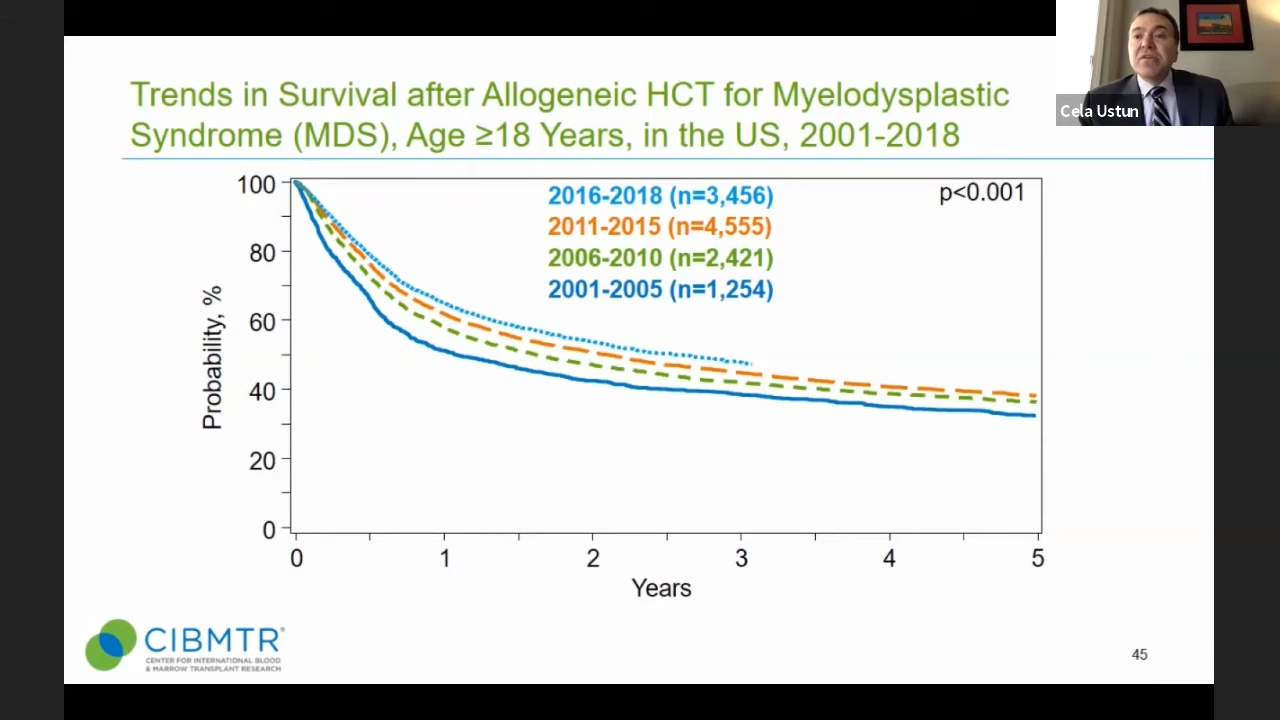 Trends in Survival after Allogeneic HCT for Myelodysplastic
Syndrome (MDS), Age ≥18 Years, in the US, 2001-2018
Cela Ustun
2016-2018 (n=3,456)
2011-2015 (n=4,555)
2006-2010 (n=2,421)
2001-2005 (n=1,254)
p<0.001
100
80
60
40
20
0
Probability, %
0 1 2 3 4 5
Years
CIBMTR®
CENTER FOR INTERNATIONAL BLOOD
& MARROW TRANSPLANT RESEARCH
45